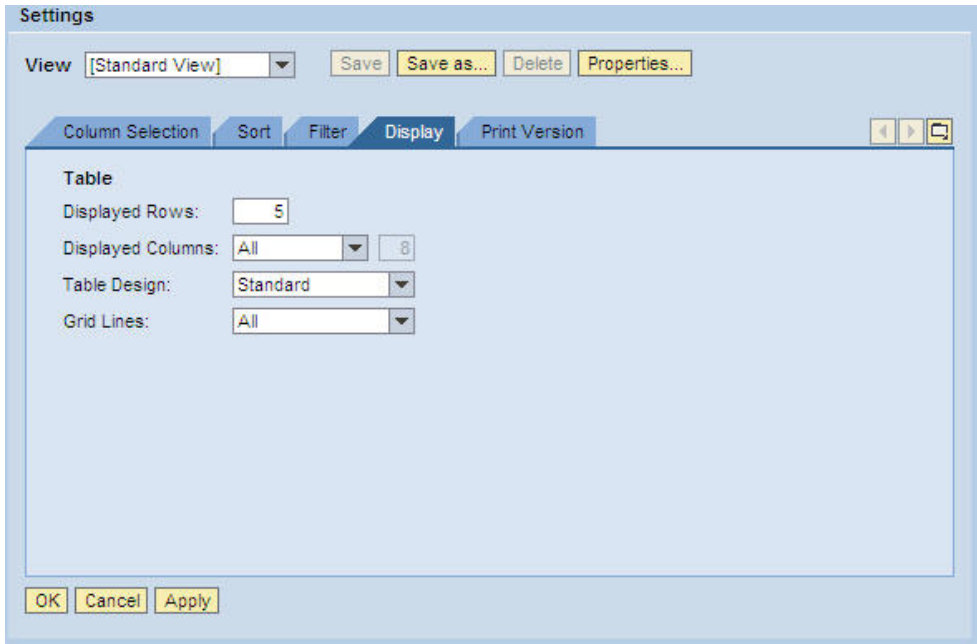 Settings
View [Standard View] Save Save as... Delete Properties...
Column Selection Sort Filter Display Print Version
Table
Displayed Rows: 5
Displayed Columns: All 8
Table Design: Standard
Grid Lines: All
OK Cancel Apply